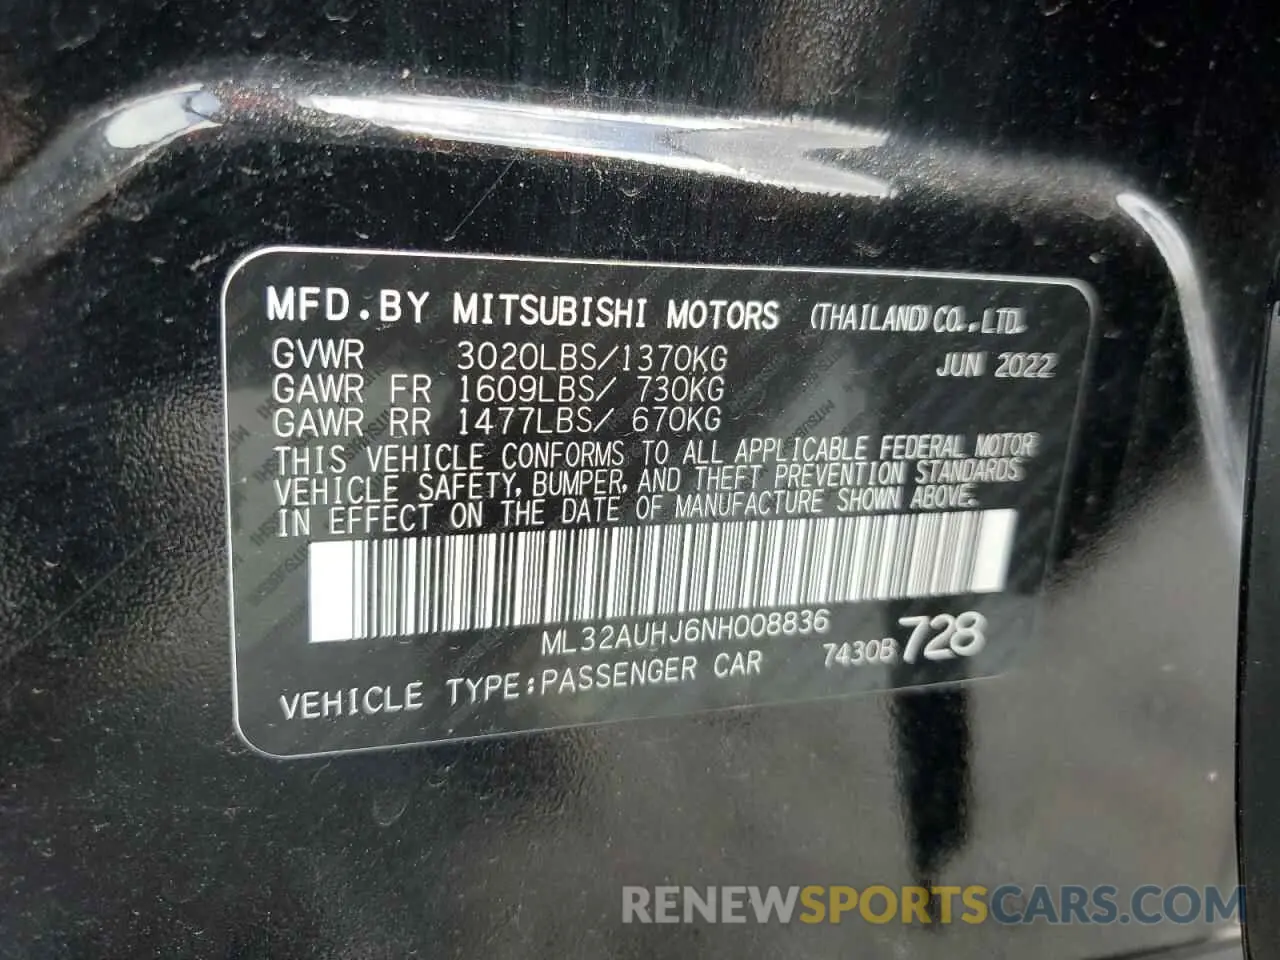 MFD.BY MITSUBISHI MOTORS (THAILAND) CO.,LTD.
GVWR 3020LBS/1370KG JUN 2022
GAWR FR 1609LBS/ 730KG
GAWR RR 1477LBS/ 670KG
THIS VEHICLE CONFORMS TO ALL APPLICABLE FEDERAL MOTOR
VEHICLE SAFETY, BUMPER, AND THEFT PREVENTION STANDARDS
IN EFFECT ON THE DATE OF MANUFACTURE SHOWN ABOVE.
ML32AUHJ6NH008836
7430B 728
VEHICLE TYPE:PASSENGER CAR
RENEWSPORTSCARS.COM